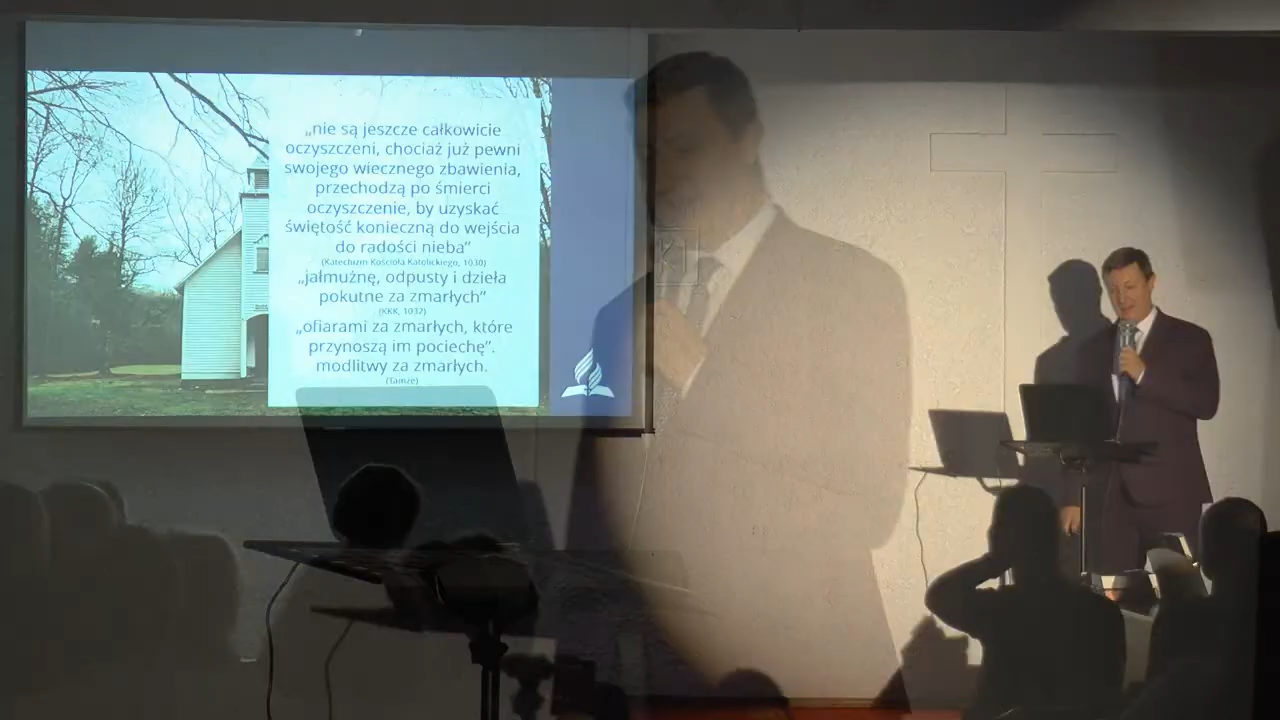 „nie są jeszcze całkowicie
oczyszczeni, chociaż już pewni
swojego wiecznego zbawienia,
przechodzą po śmierci
oczyszczenie, by uzyskać
świętość konieczną do wejścia
do radości nieba”
(Katechizm Kościoła Katolickiego, 1030)
„jałmużnę, odpusty i dzieła
pokutne za zmarłych”
(KKK, 1032)
„ofiarami za zmarłych, które
przynoszą im pociechę”.
modlitwy za zmarłych.
(Tamże)